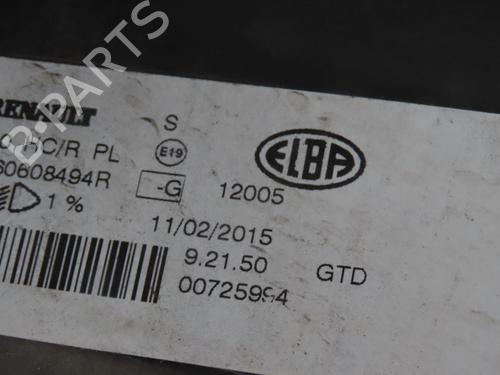 RENAULT
S
ELBA
HC/R PL
E19
60608494R
-G
12005
1 %
11/02/2015
9.21.50
GTD
00725994
B-PARTS